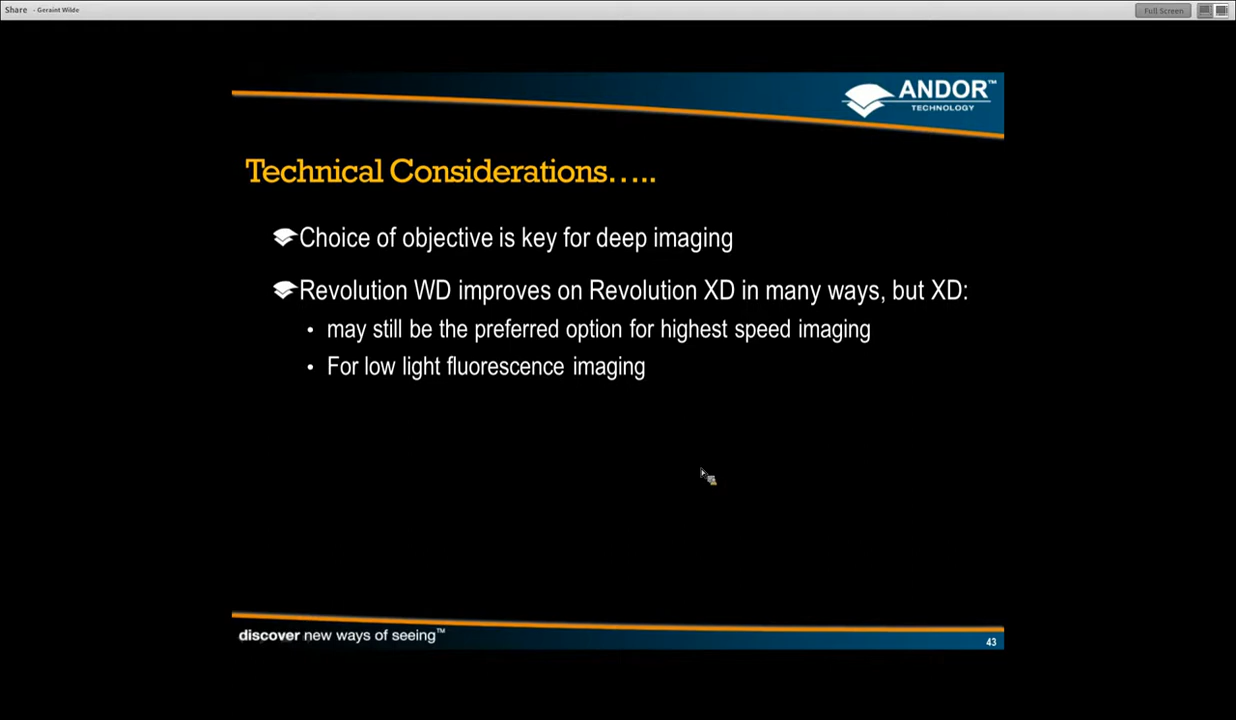 Share - Geraint Wilde
Full Screen
ANDOR™
TECHNOLOGY
Technical Considerations…..
Choice of objective is key for deep imaging
Revolution WD improves on Revolution XD in many ways, but XD:
• may still be the preferred option for highest speed imaging
• For low light fluorescence imaging
discover new ways of seeing™
43